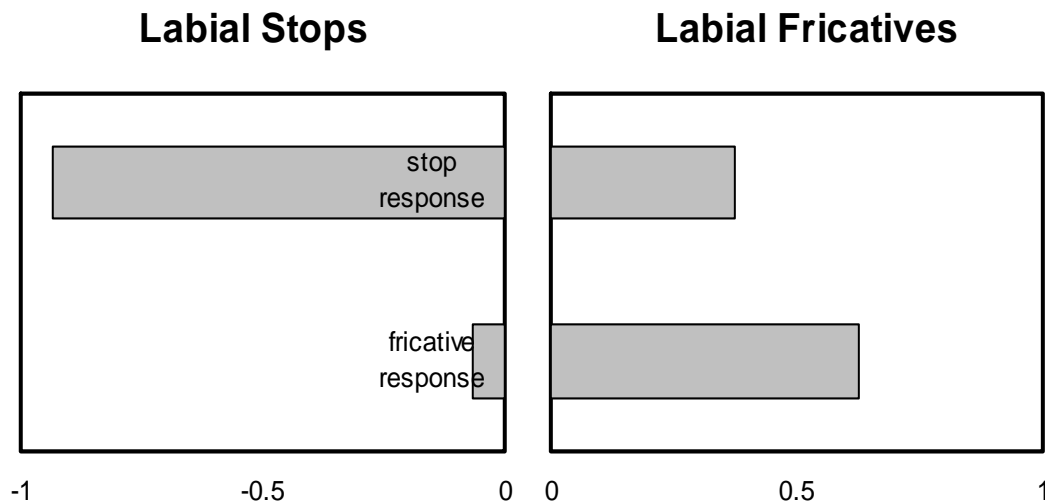 Labial Stops
Labial Fricatives
stop
response
fricative
response
-1
-0.5
0
0
0.5
1